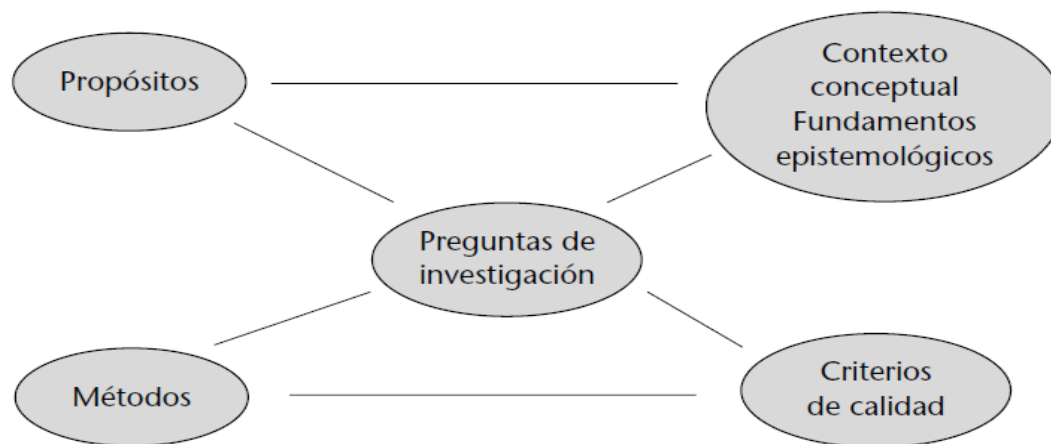 Propósitos
Contexto
conceptual
Fundamentos
epistemológicos
Preguntas de
investigación
Métodos
Criterios
de calidad